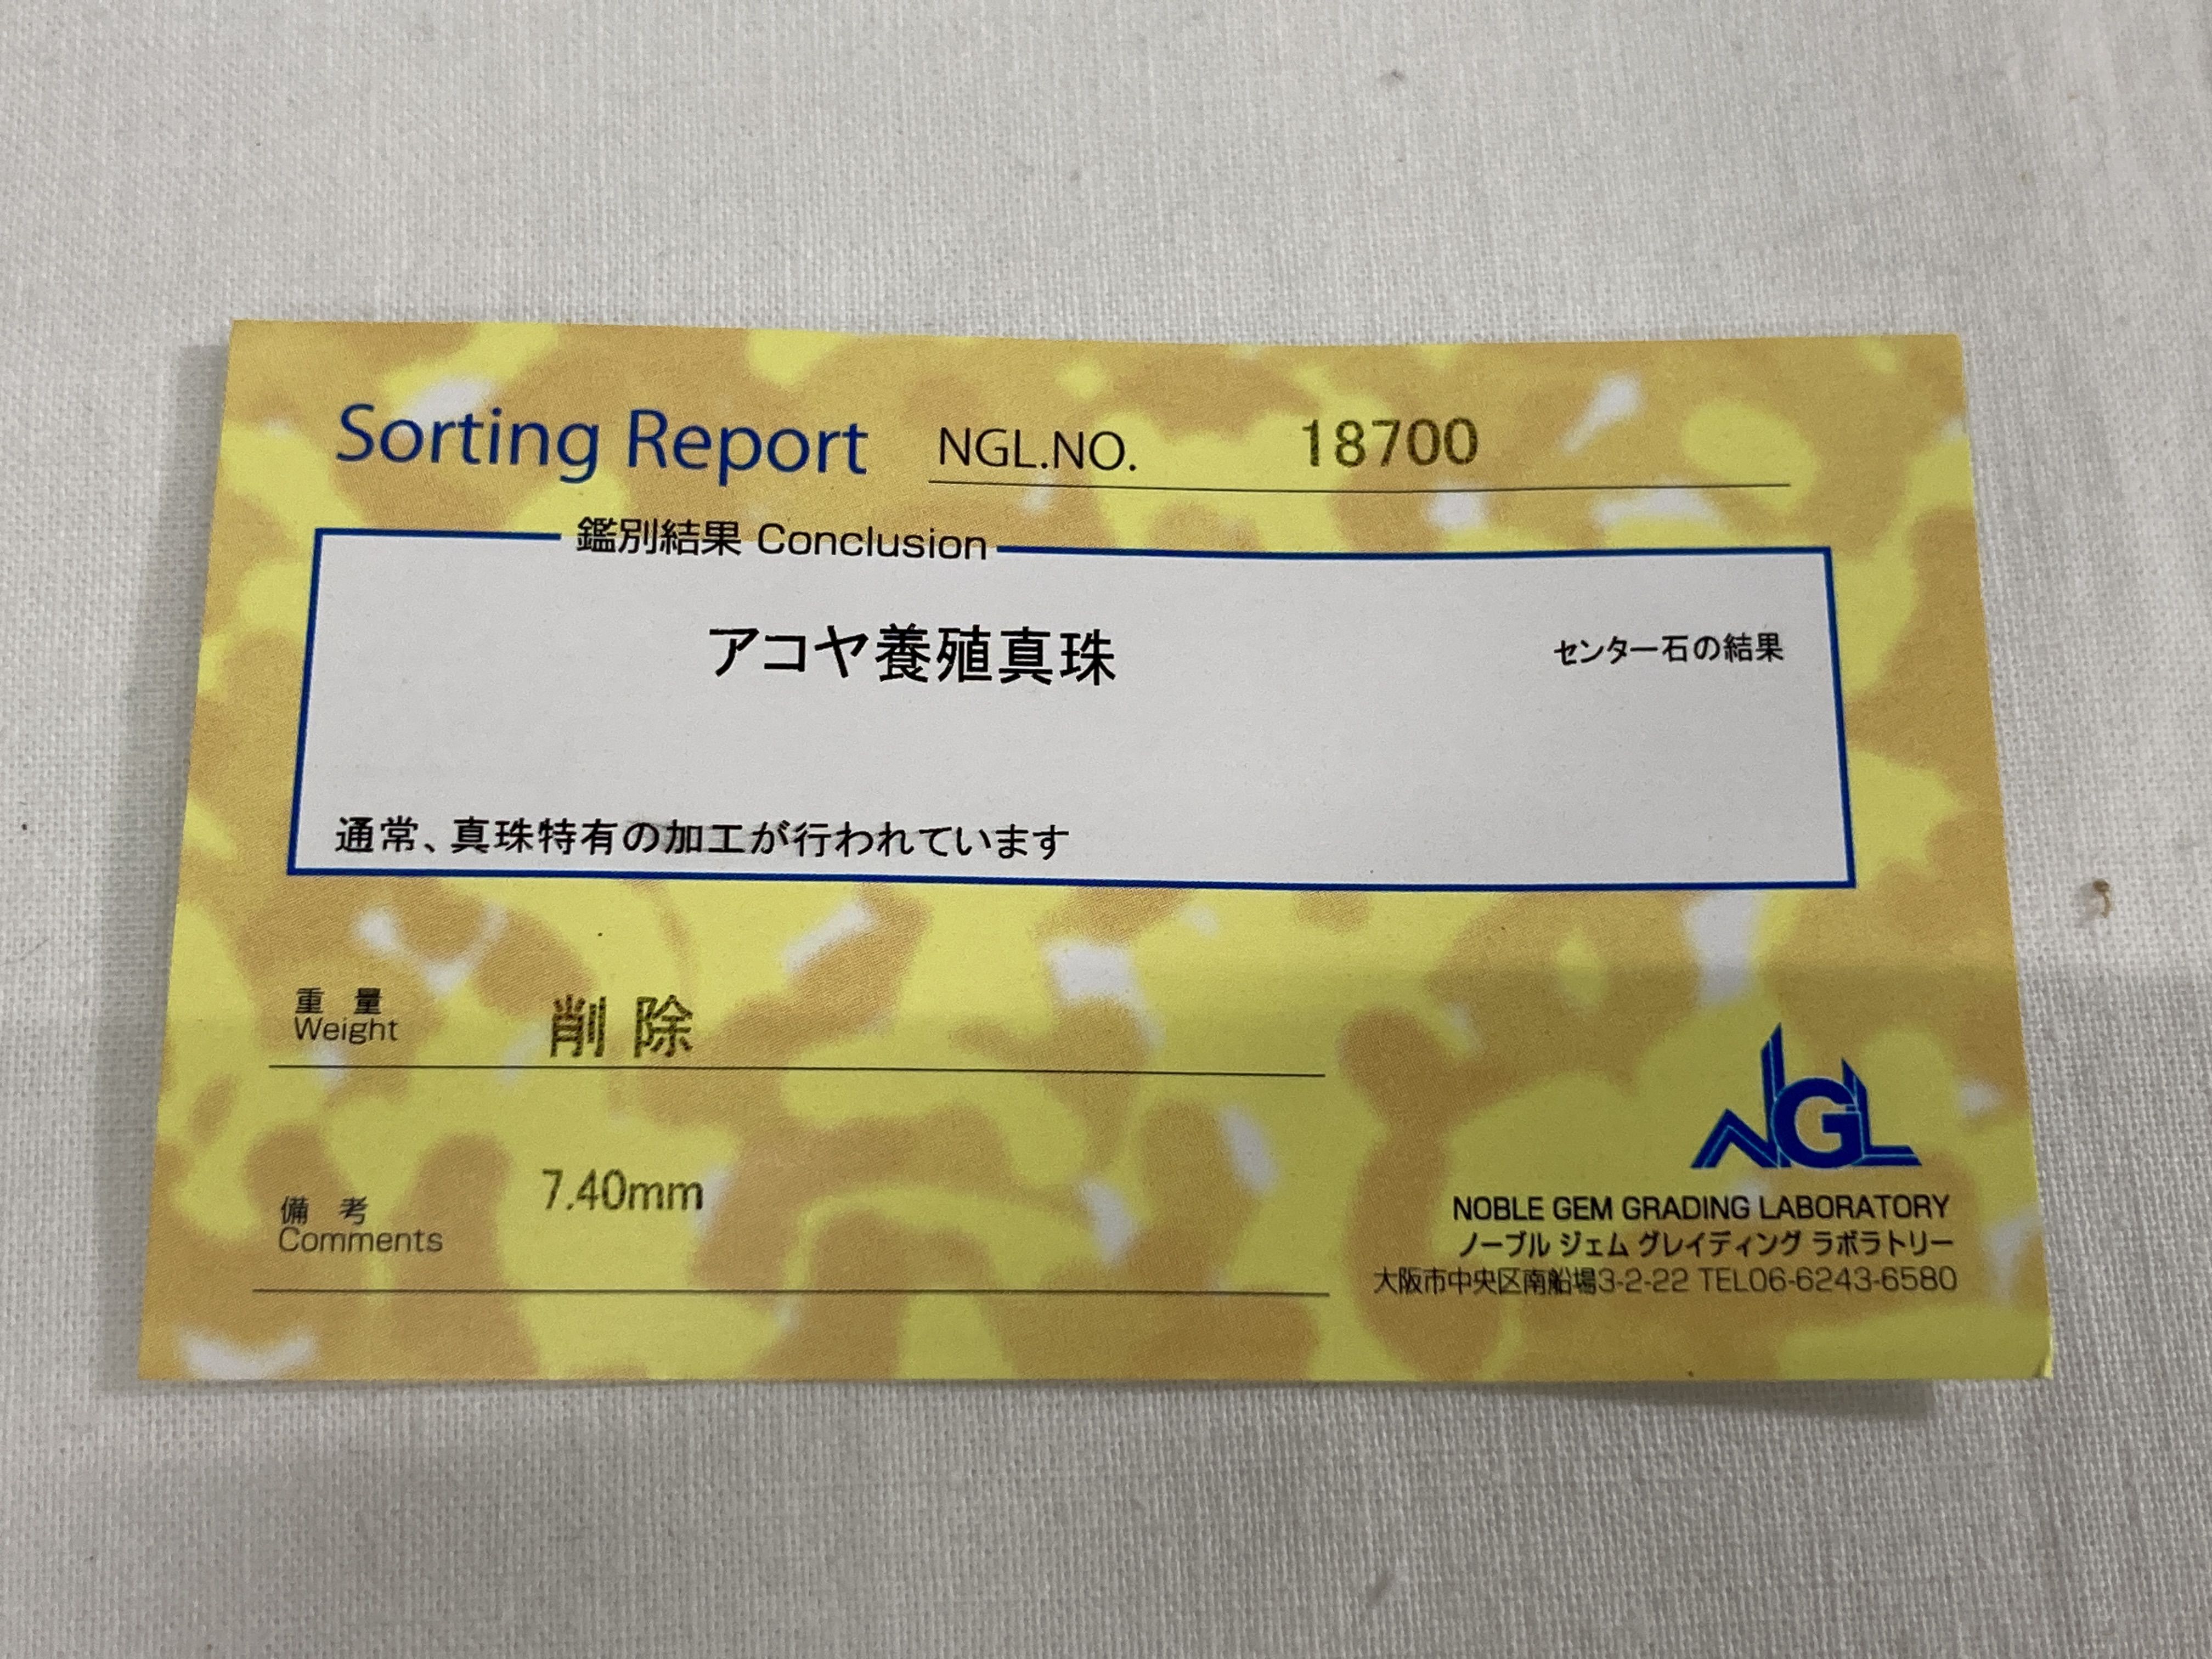 Sorting Report NGL.NO. 18700
鑑別結果 Conclusion
アコヤ養殖真珠 センター石の結果
通常、真珠特有の加工が行われています
重 量 削 除
Weight
7.40mm
備 考
Comments
NGL
NOBLE GEM GRADING LABORATORY
ノーブル ジェム グレイディング ラボラトリー
大阪市中央区南船場3-2-22 TEL06-6243-6580